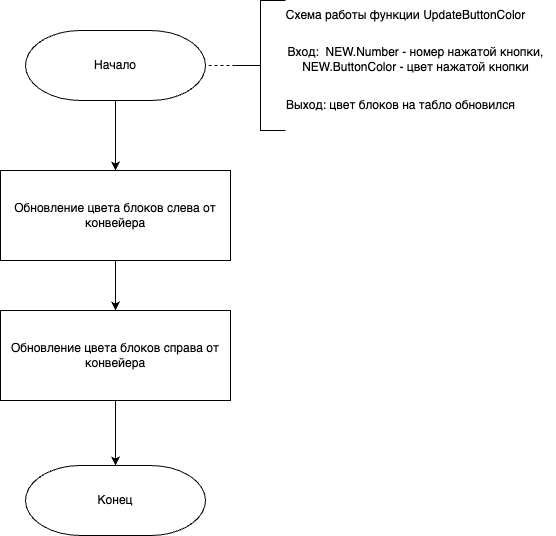 Схема работы функции UpdateButtonColor
Начало
Вход: NEW.Number - номер нажатой кнопки,
NEW.ButtonColor - цвет нажатой кнопки
Выход: цвет блоков на табло обновился
Обновление цвета блоков слева от
конвейера
Обновление цвета блоков справа от
конвейера
Конец